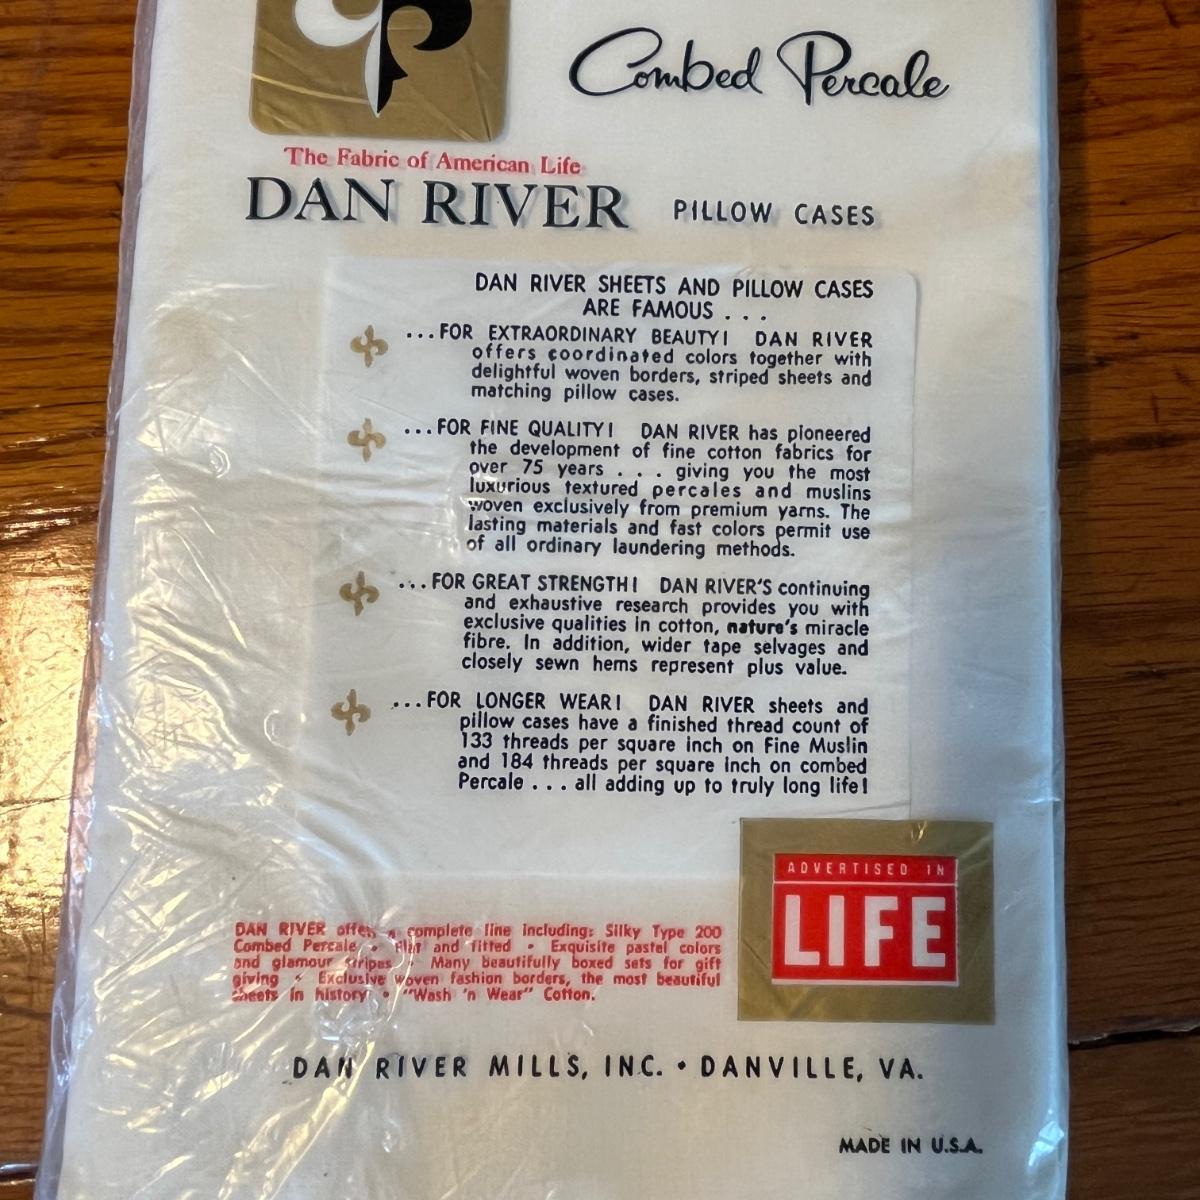 Combed Percale
The Fabric of American Life
DAN RIVER PILLOW CASES
DAN RIVER SHEETS AND PILLOW CASES
ARE FAMOUS . . .
...FOR EXTRAORDINARY BEAUTY! DAN RIVER
offers coordinated colors together with
delightful woven borders, striped sheets and
matching pillow cases.
...FOR FINE QUALITY! DAN RIVER has pioneered
the development of fine cotton fabrics for
over 75 years . . . giving you the most
luxurious textured percales and muslins
woven exclusively from premium yarns. The
lasting materials and fast colors permit use
of all ordinary laundering methods.
...FOR GREAT STRENGTH! DAN RIVER'S continuing
and exhaustive research provides you with
exclusive qualities in cotton, nature's miracle
fibre. In addition, wider tape selvages and
closely sewn hems represent plus value.
...FOR LONGER WEAR! DAN RIVER sheets and
pillow cases have a finished thread count of
133 threads per square inch on Fine Muslin
and 184 threads per square inch on combed
Percale . . . all adding up to truly long life!
ADVERTISED IN
LIFE
DAN RIVER offers a complete line including: Silky Type 200
Combed Percale • Flat and fitted • Exquisite pastel colors
and glamour stripes • Many beautifully boxed sets for gift
giving • Exclusive woven fashion borders, the most beautiful
sheets in history • "Wash 'n Wear" Cotton.
DAN RIVER MILLS, INC. • DANVILLE, VA.
MADE IN U.S.A.